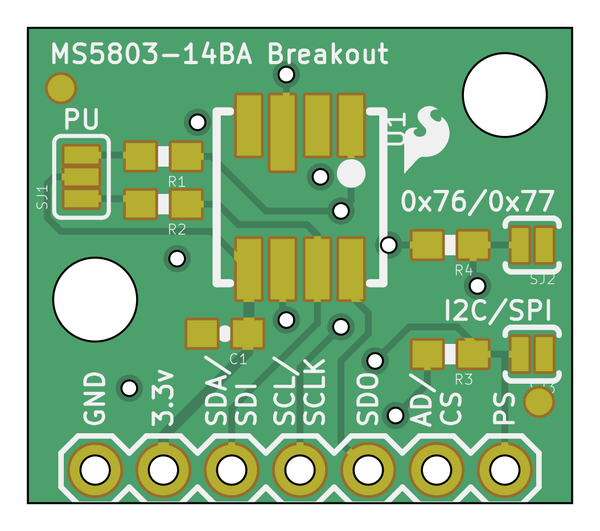 MS5803-14BA Breakout
PU
U1
SJ1
R1
R2
0x76/0x77
R4
SJ2
I2C/SPI
C1
R3
GND
3.3v
SDA/
SDI
SCL/
SCLK
SDO
AD/
CS
PS